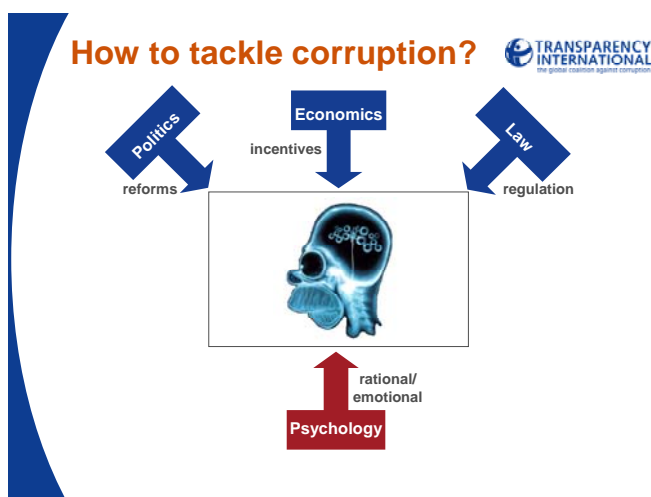 How to tackle corruption?
TRANSPARENCY
INTERNATIONAL
the global coalition against corruption
Politics
Economics
Law
reforms
incentives
regulation
rational/
emotional
Psychology